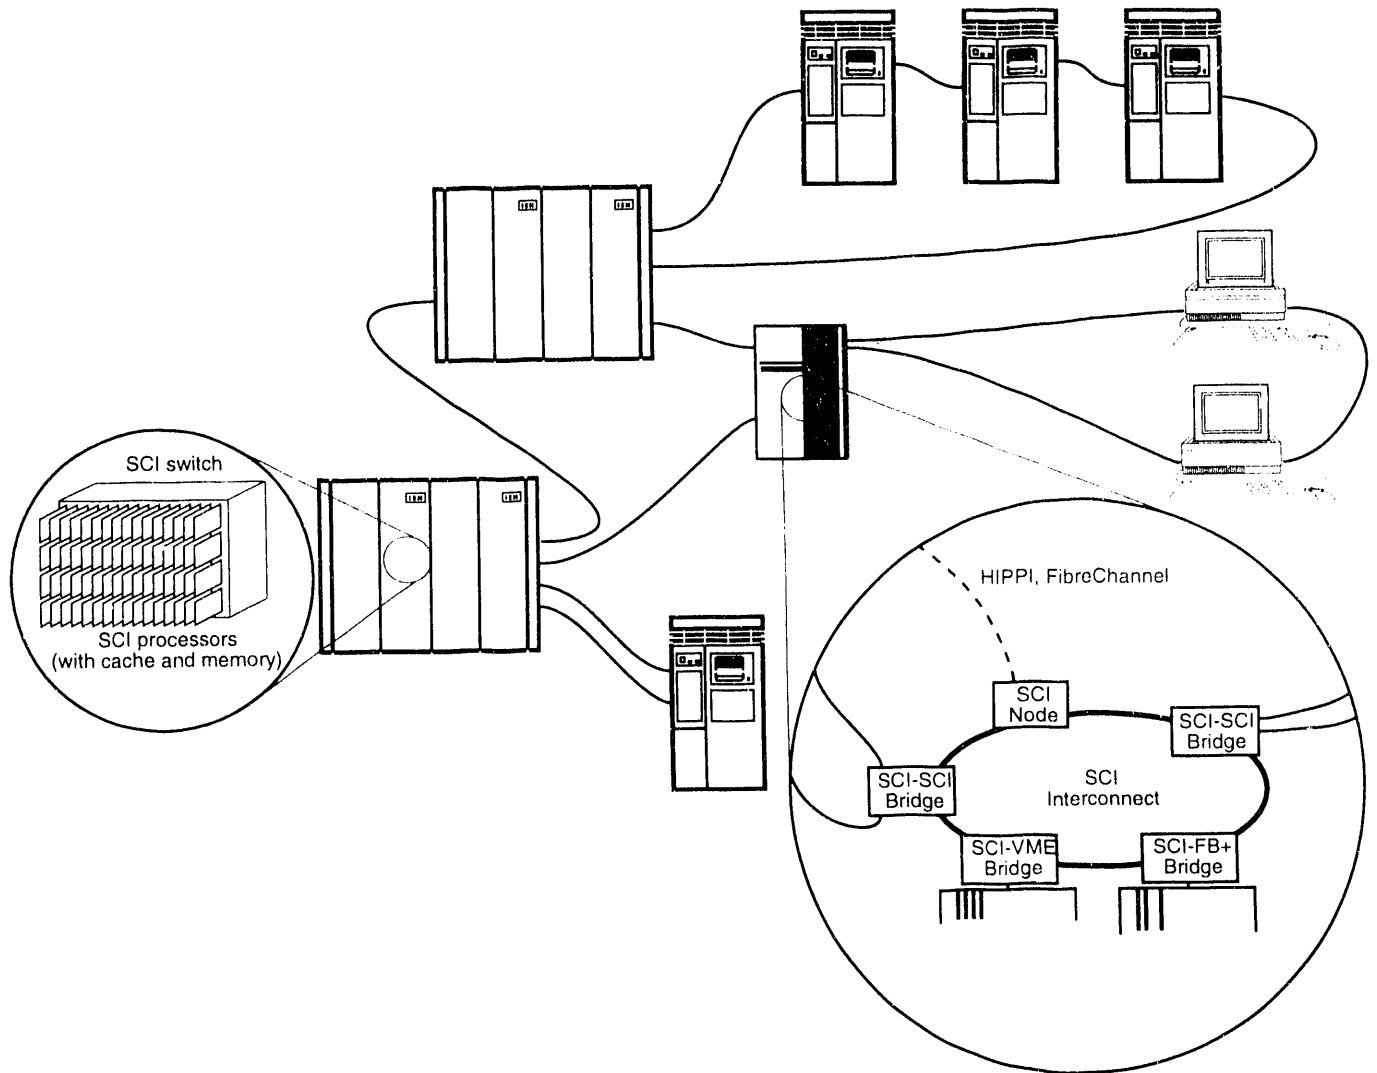 SCI switch
SCI processors
(with cache and memory)
HIPPI, FibreChannel
SCI
Node
SCI-SCI
Bridge
SCI-SCI
Bridge
SCI
Interconnect
SCI-VME
Bridge
SCI-FB+
Bridge